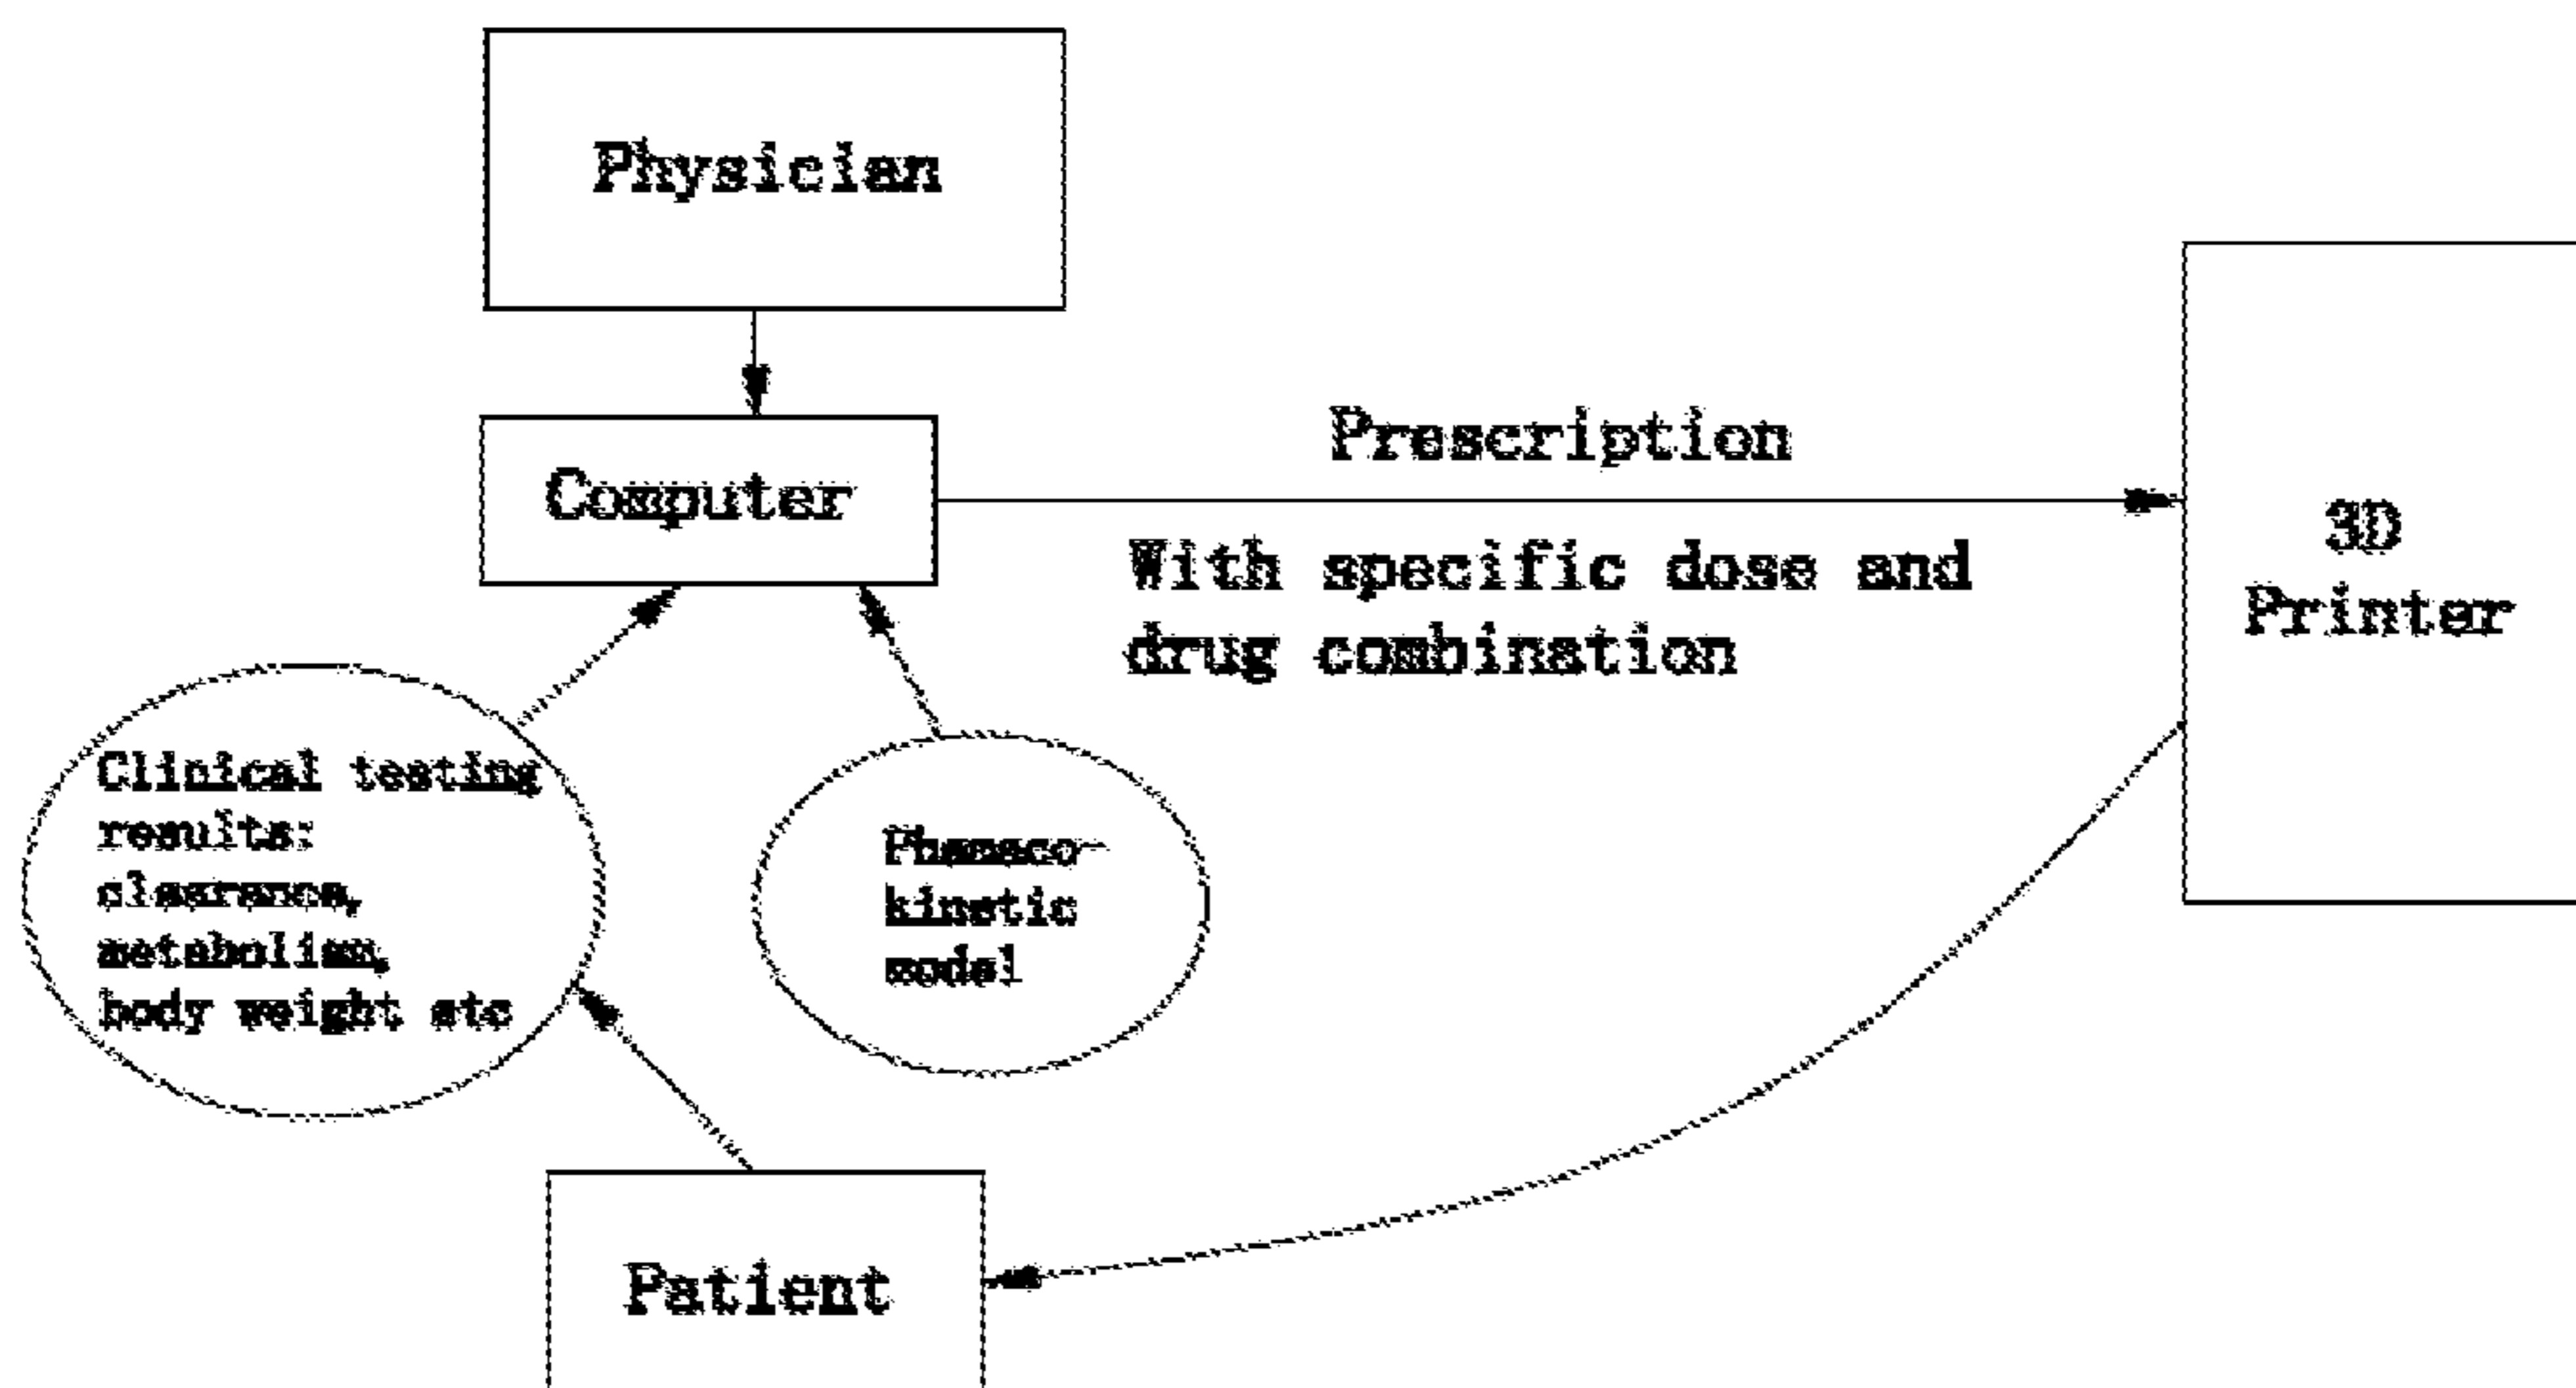 Physician
Computer
Prescription
With specific dose and
drug combination
3D
Printer
Clinical testing
results:
clearance,
metabolism,
body weight etc
Phamaco-
kinetic
model
Patient